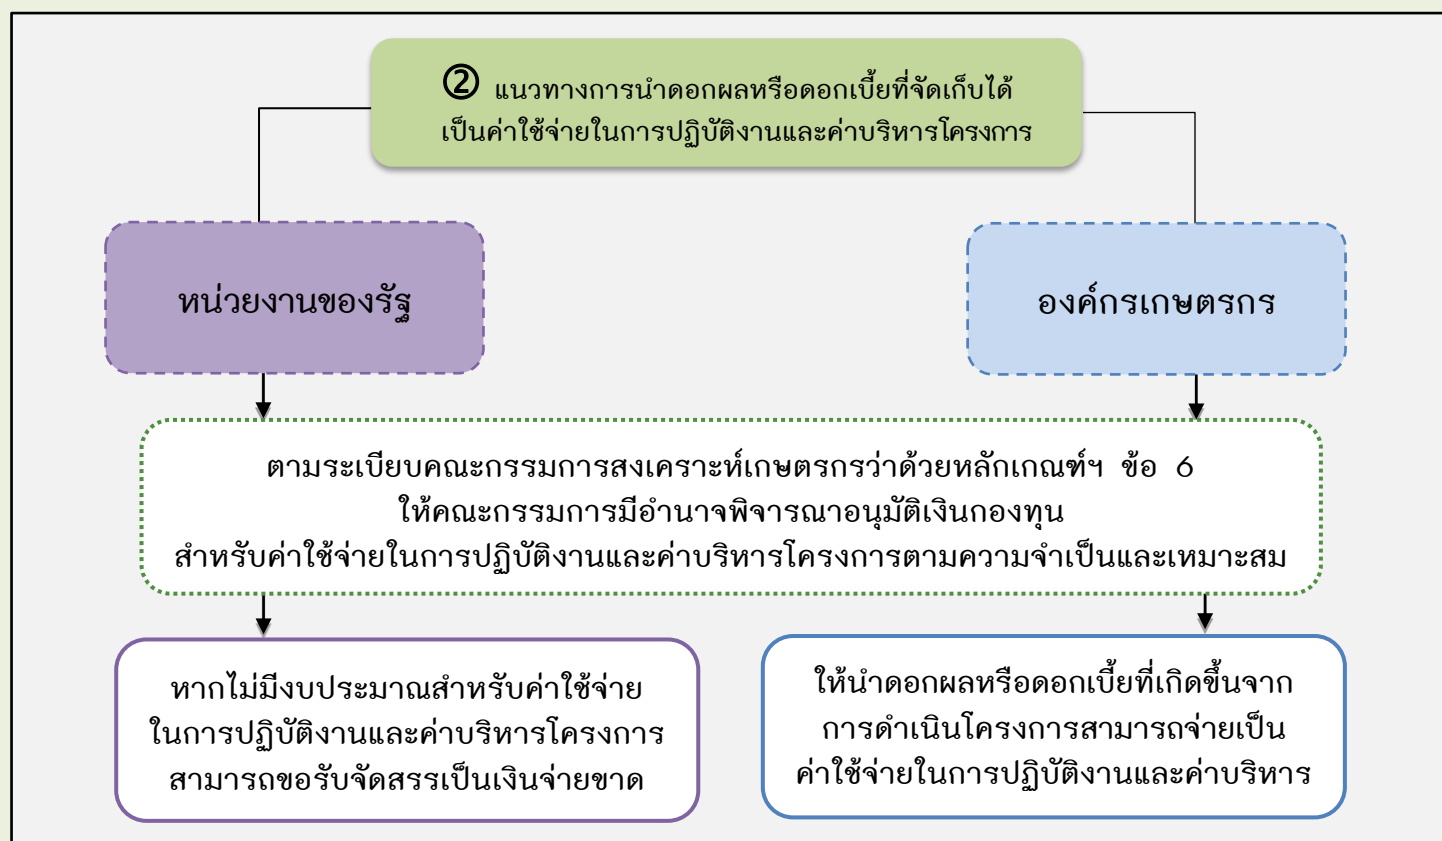 ② แนวทางการนำดอกผลหรือดอกเบี้ยที่จัดเก็บได้
เป็นค่าใช้จ่ายในการปฏิบัติงานและค่าบริหารโครงการ
หน่วยงานของรัฐ
องค์กรเกษตรกร
ตามระเบียบคณะกรรมการสงเคราะห์เกษตรกรว่าด้วยหลักเกณฑ์ฯ ข้อ 6
ให้คณะกรรมการมีอำนาจพิจารณาอนุมัติเงินกองทุน
สำหรับค่าใช้จ่ายในการปฏิบัติงานและค่าบริหารโครงการตามความจำเป็นและเหมาะสม
หากไม่มีงบประมาณสำหรับค่าใช้จ่าย
ในการปฏิบัติงานและค่าบริหารโครงการ
สามารถขอรับจัดสรรเป็นเงินจ่ายขาด
ให้นำดอกผลหรือดอกเบี้ยที่เกิดขึ้นจาก
การดำเนินโครงการสามารถจ่ายเป็น
ค่าใช้จ่ายในการปฏิบัติงานและค่าบริหาร